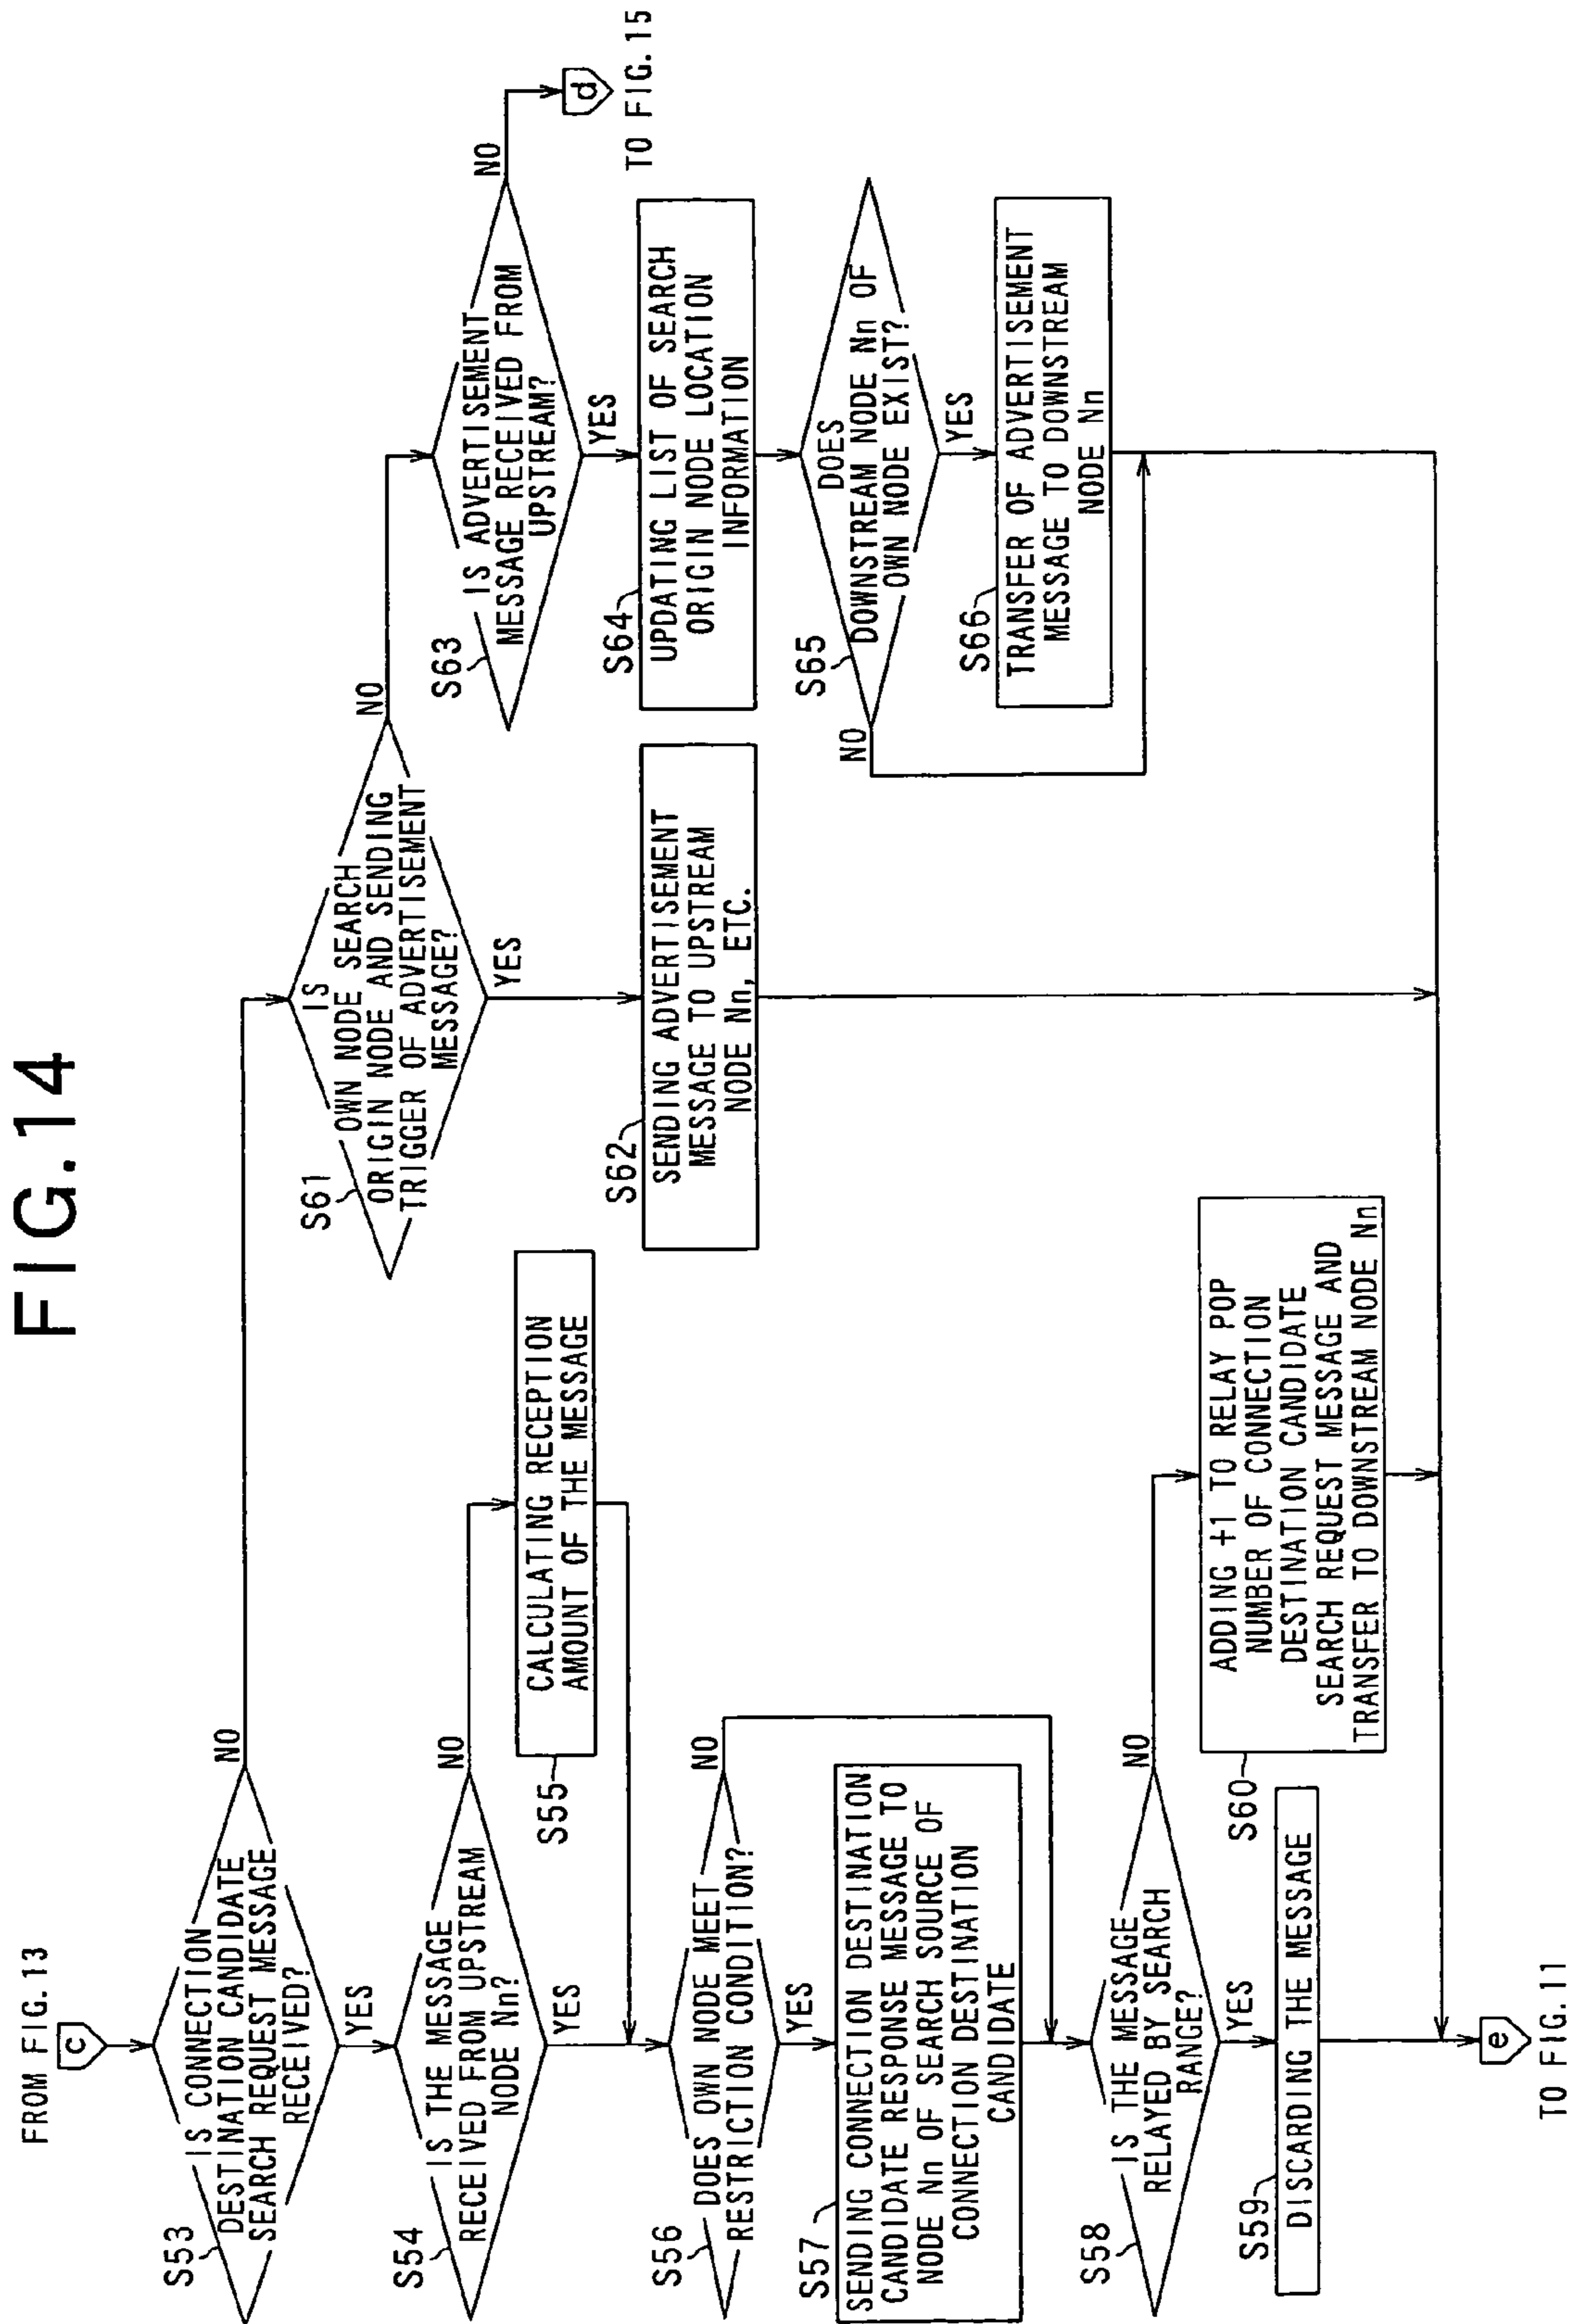 FIG.14
FROM FIG.13
c
S53
IS CONNECTION
DESTINATION CANDIDATE
SEARCH REQUEST MESSAGE
RECEIVED?
NO
YES
S54
IS THE MESSAGE
RECEIVED FROM UPSTREAM
NODE Nn?
NO
YES
S55
CALCULATING RECEPTION
AMOUNT OF THE MESSAGE
S56
DOES OWN NODE MEET
RESTRICTION CONDITION?
NO
YES
S57
SENDING CONNECTION DESTINATION
CANDIDATE RESPONSE MESSAGE TO
NODE Nn OF SEARCH SOURCE OF
CONNECTION DESTINATION
CANDIDATE
S58
IS THE MESSAGE
RELAYED BY SEARCH
RANGE?
NO
YES
S59
DISCARDING THE MESSAGE
S60
ADDING +1 TO RELAY POP
NUMBER OF CONNECTION
DESTINATION CANDIDATE
SEARCH REQUEST MESSAGE AND
TRANSFER TO DOWNSTREAM NODE Nn
e
TO FIG.11
S61
IS
OWN NODE SEARCH
ORIGIN NODE AND SENDING
TRIGGER OF ADVERTISEMENT
MESSAGE?
NO
YES
S62
SENDING ADVERTISEMENT
MESSAGE TO UPSTREAM
NODE Nn, ETC.
S63
IS ADVERTISEMENT
MESSAGE RECEIVED FROM
UPSTREAM?
NO
YES
d
TO FIG.15
S64
UPDATING LIST OF SEARCH
ORIGIN NODE LOCATION
INFORMATION
S65
DOES
DOWNSTREAM NODE Nn OF
OWN NODE EXIST?
NO
YES
S66
TRANSFER OF ADVERTISEMENT
MESSAGE TO DOWNSTREAM
NODE Nn